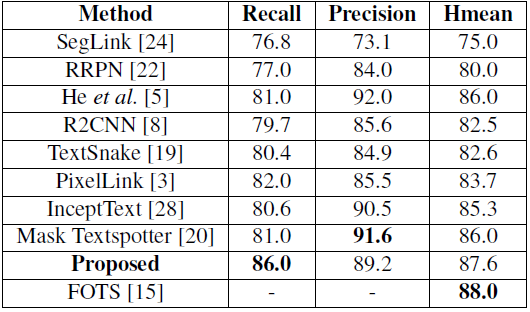 Method Recall Precision Hmean
SegLink [24] 76.8 73.1 75.0
RRPN [22] 77.0 84.0 80.0
He et al. [5] 81.0 92.0 86.0
R2CNN [8] 79.7 85.6 82.5
TextSnake [19] 80.4 84.9 82.6
PixelLink [3] 82.0 85.5 83.7
InceptText [28] 80.6 90.5 85.3
Mask Textspotter [20] 81.0 91.6 86.0
Proposed 86.0 89.2 87.6
FOTS [15] - - 88.0